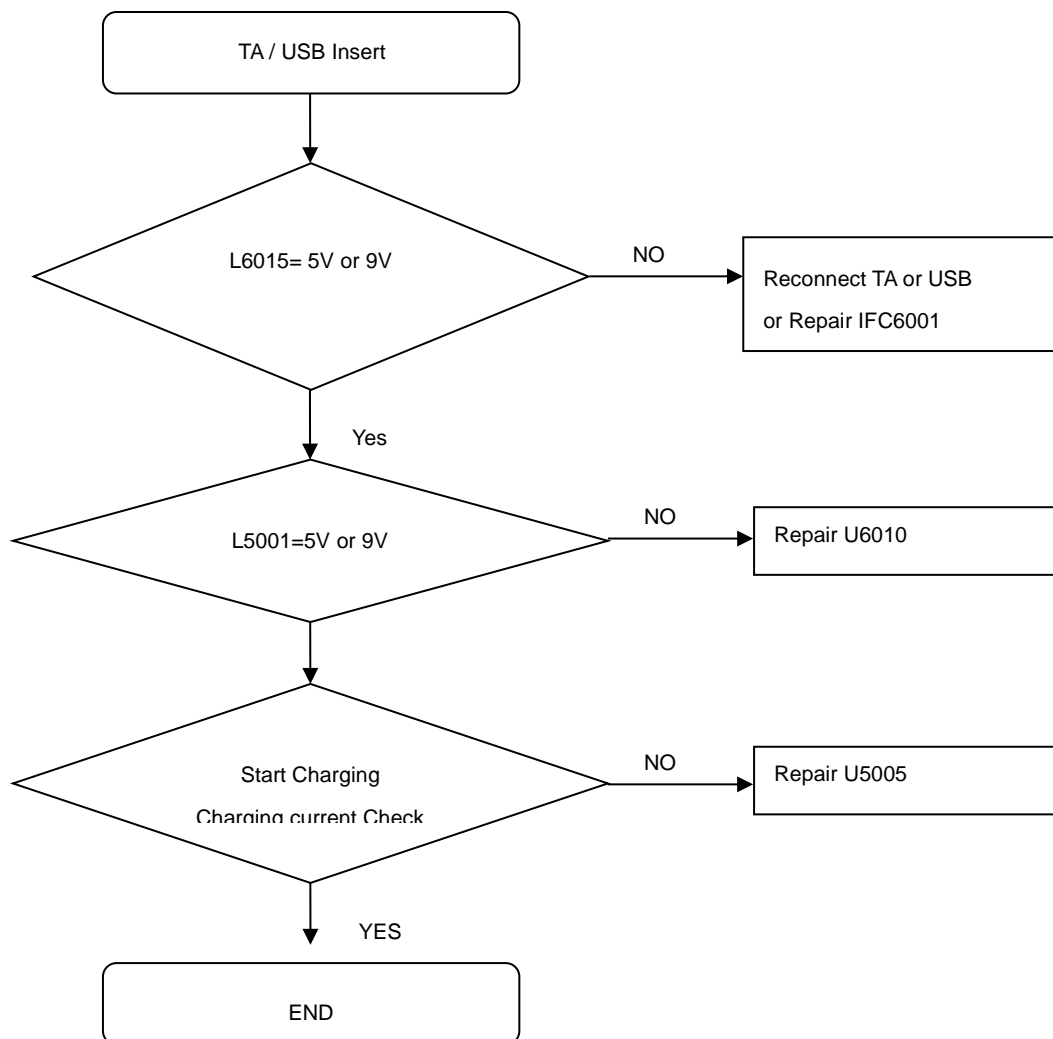 TA / USB Insert
L6015= 5V or 9V
NO
Reconnect TA or USB
or Repair IFC6001
Yes
L5001=5V or 9V
NO
Repair U6010
Start Charging
Charging current Check
NO
Repair U5005
YES
END